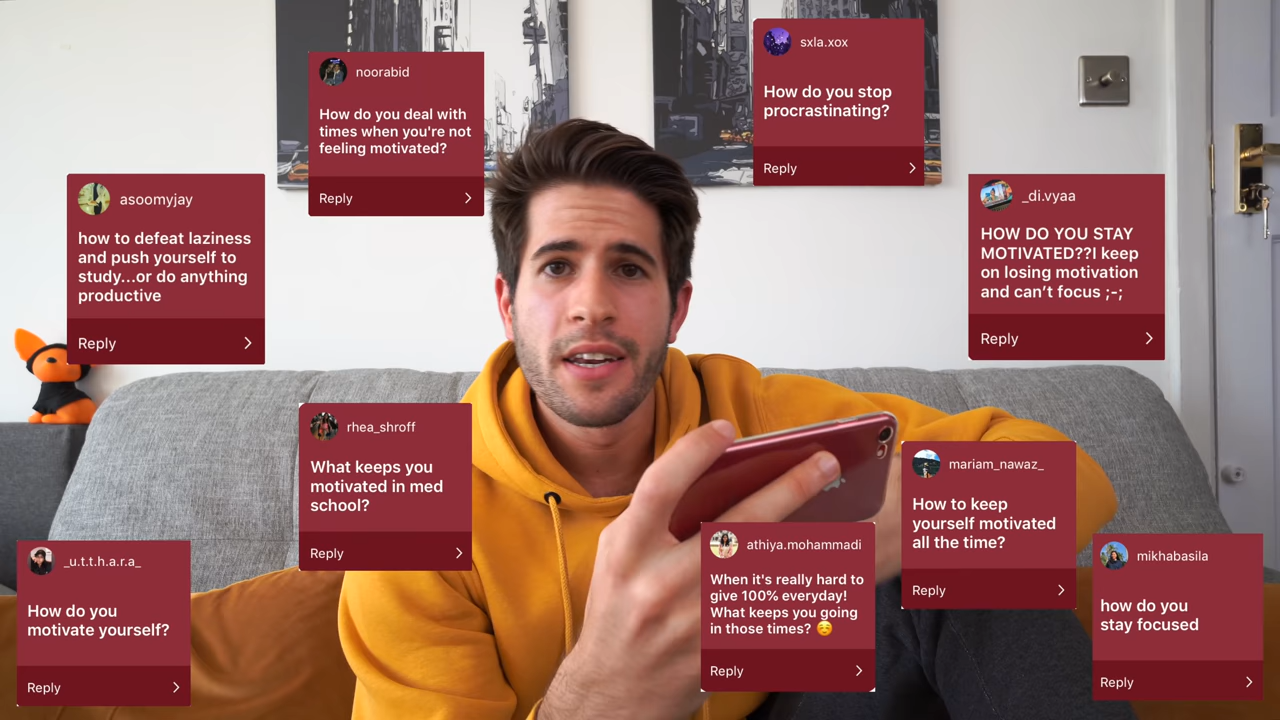 sxla.xox
How do you stop
procrastinating?
Reply
noorabid
How do you deal with
times when you're not
feeling motivated?
Reply
asoomyjay
how to defeat laziness
and push yourself to
study...or do anything
productive
Reply
_di.vyaa
HOW DO YOU STAY
MOTIVATED??I keep
on losing motivation
and can’t focus ;-;
Reply
rhea_shroff
What keeps you
motivated in med
school?
Reply
mariam_nawaz_
How to keep
yourself motivated
all the time?
Reply
_u.t.t.h.a.r.a_
How do you
motivate yourself?
Reply
athiya.mohammadi
When it's really hard to
give 100% everyday!
What keeps you going
in those times? ☺️
Reply
mikhabasila
how do you
stay focused
Reply